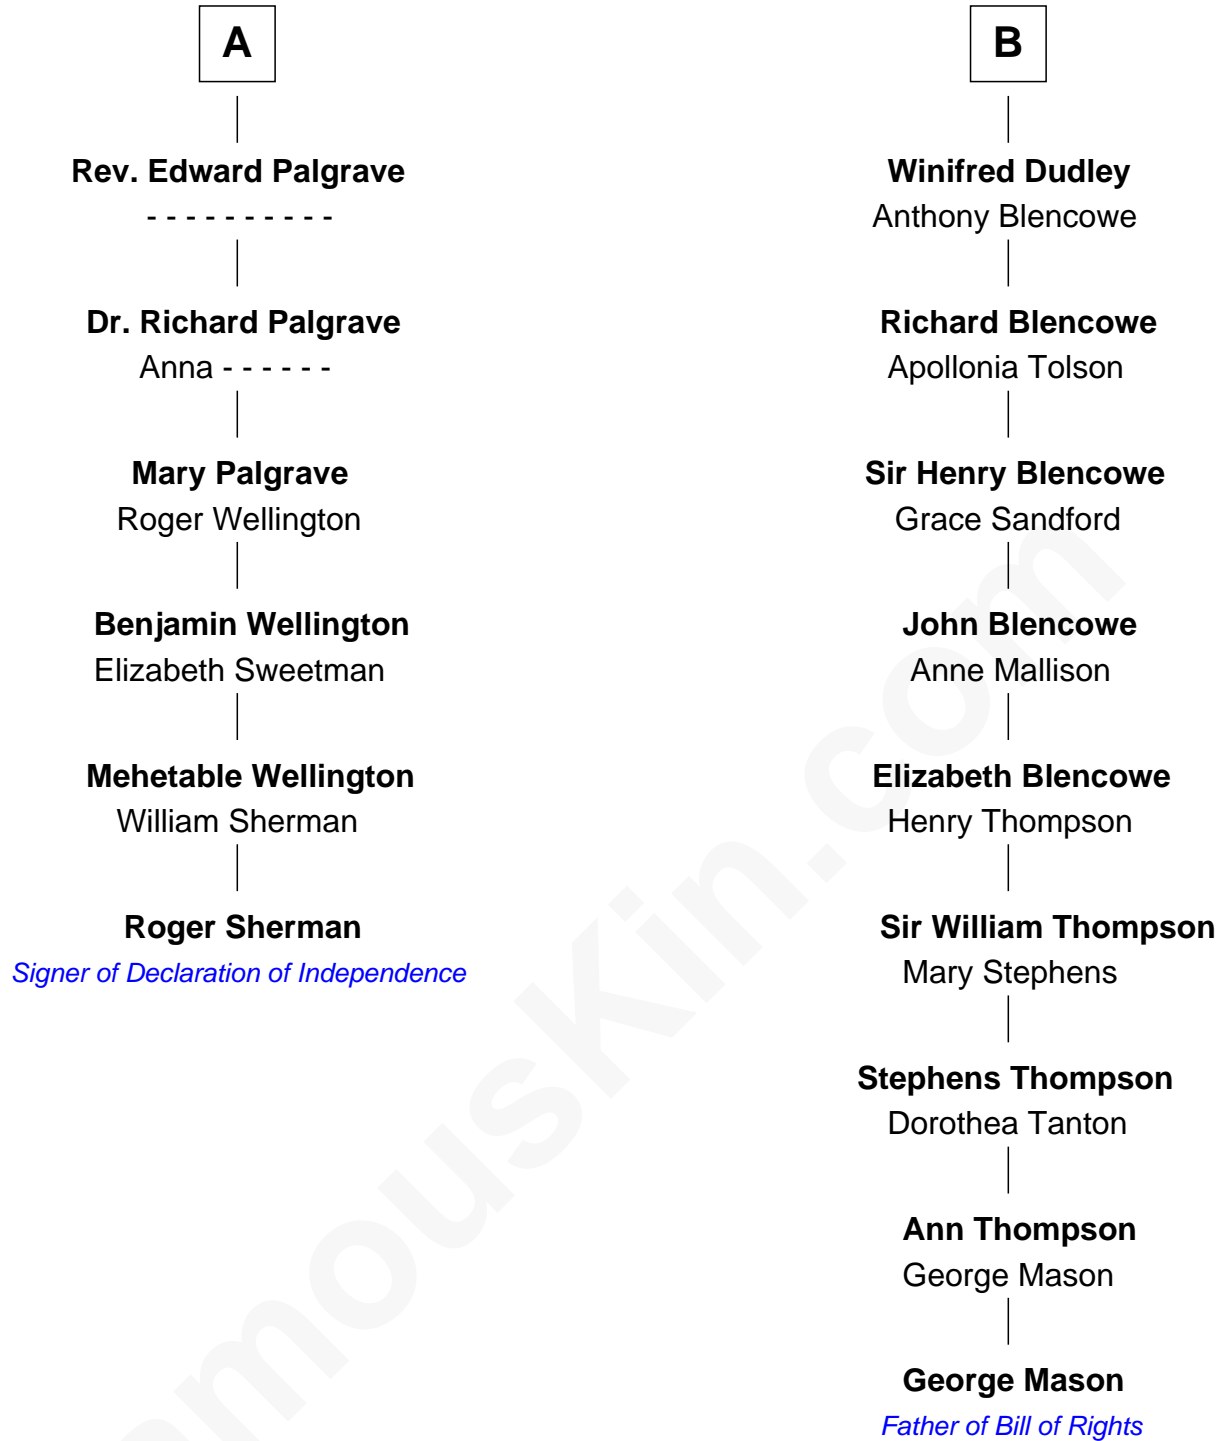 A
Rev. Edward Palgrave
- - - - - - - - - -
Dr. Richard Palgrave
Anna - - - - - -
Mary Palgrave
Roger Wellington
Benjamin Wellington
Elizabeth Sweetman
Mehetable Wellington
William Sherman
Roger Sherman
Signer of Declaration of Independence
B
Winifred Dudley
Anthony Blencowe
Richard Blencowe
Apollonia Tolson
Sir Henry Blencowe
Grace Sandford
John Blencowe
Anne Mallison
Elizabeth Blencowe
Henry Thompson
Sir William Thompson
Mary Stephens
Stephens Thompson
Dorothea Tanton
Ann Thompson
George Mason
George Mason
Father of Bill of Rights
amouskin.com